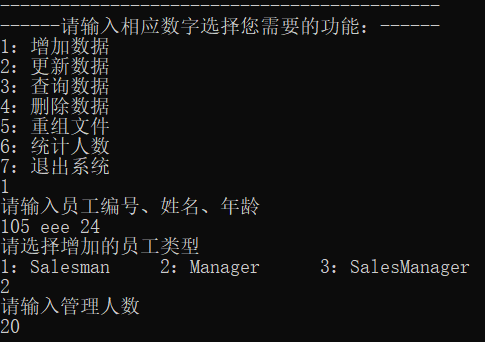 --------------------------------------------
------请输入相应数字选择您需要的功能：------
1：增加数据
2：更新数据
3：查询数据
4：删除数据
5：重组文件
6：统计人数
7：退出系统
1
请输入员工编号、姓名、年龄
105 eee 24
请选择增加的员工类型
1：Salesman     2：Manager      3：SalesManager
2
请输入管理人数
20